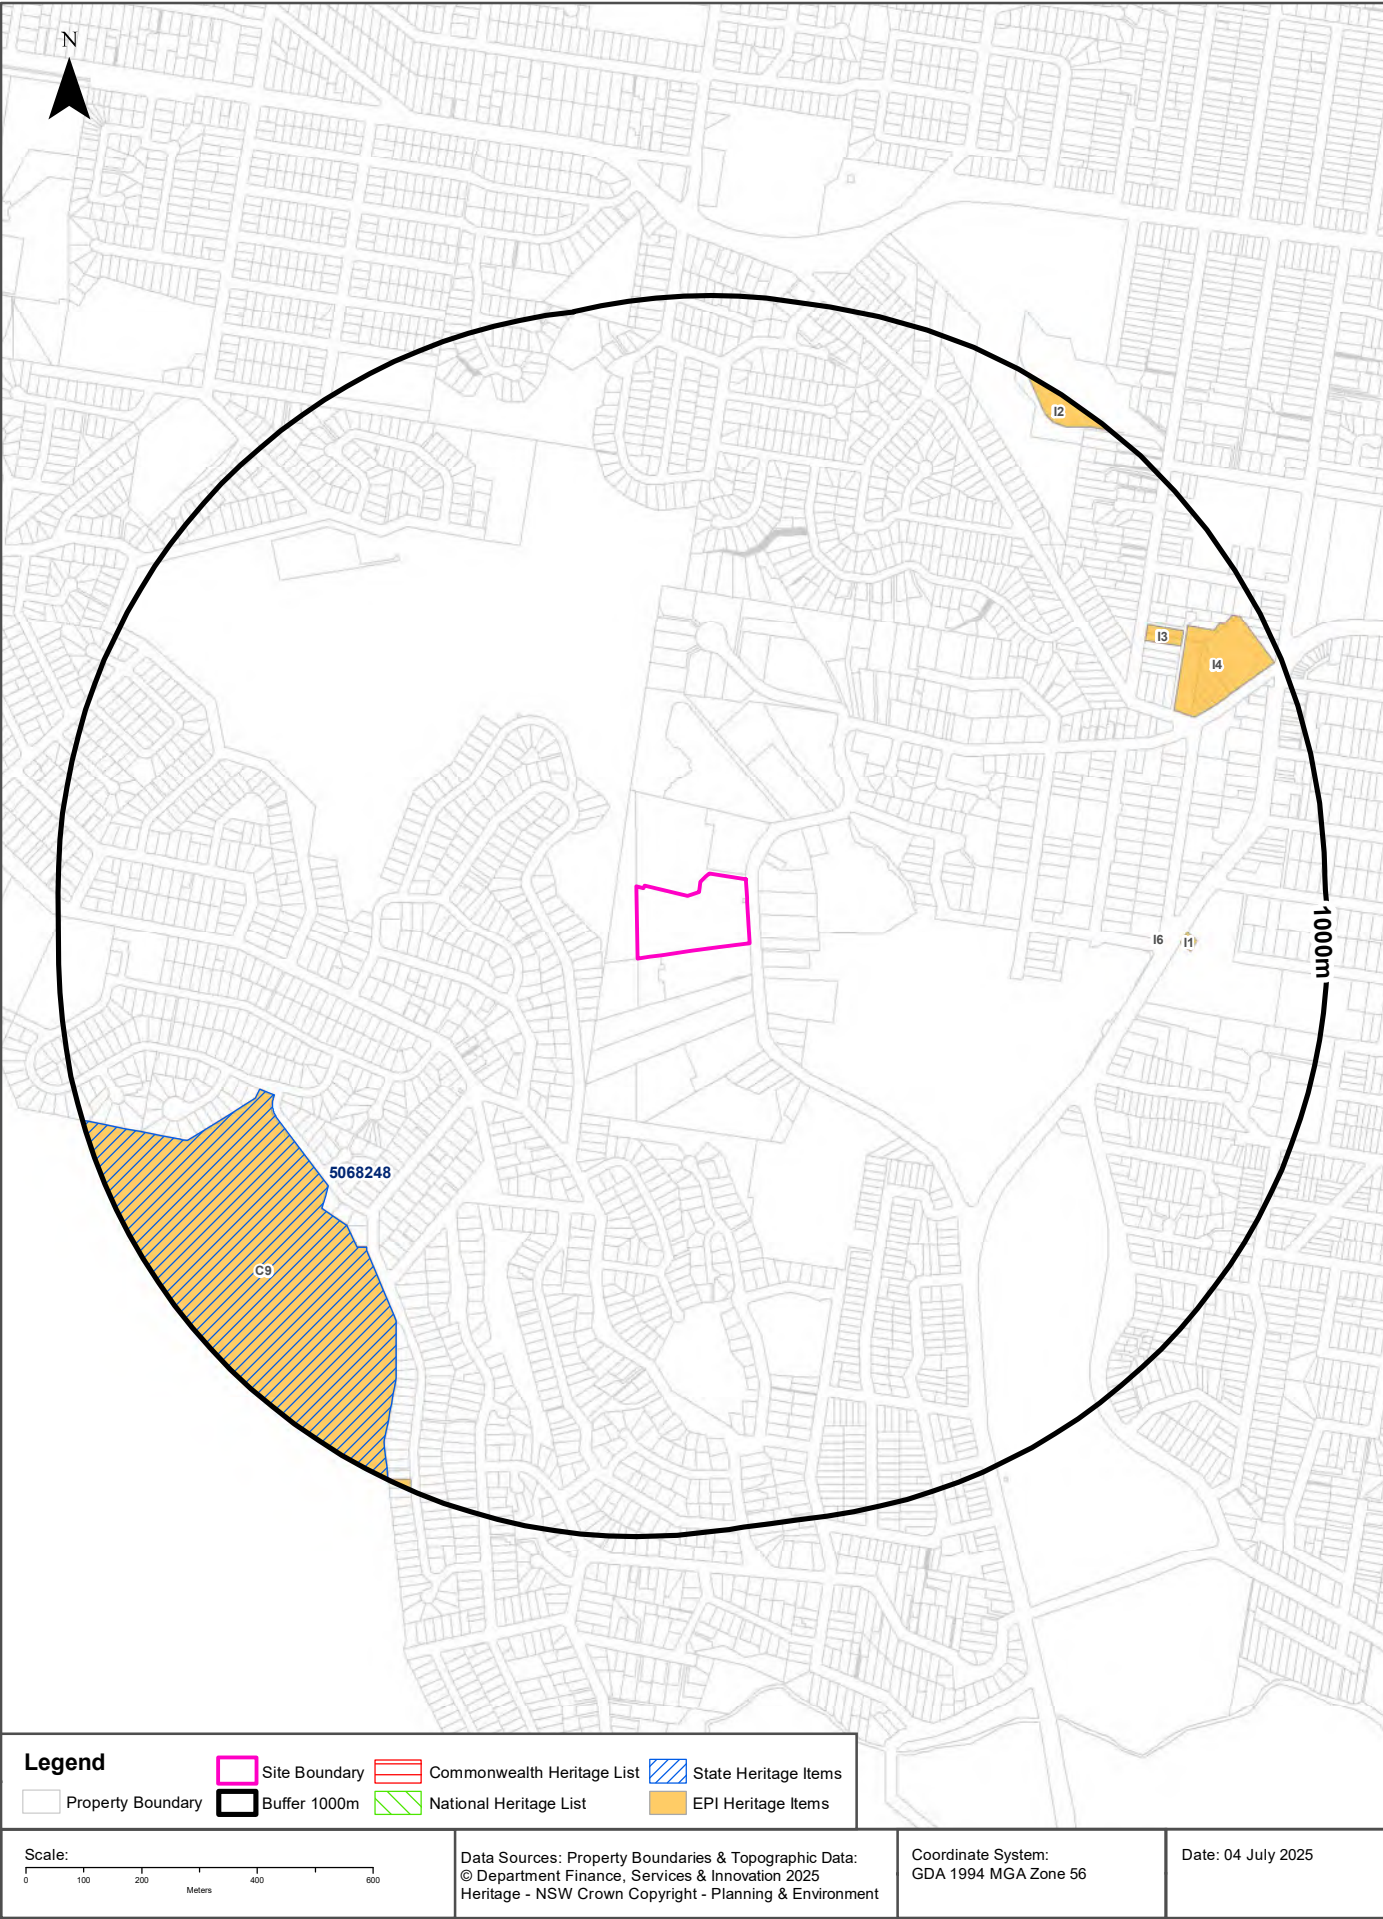 N
I2
I3
I4
I6
I1
1000m
5068248
C9
Legend
Property Boundary
Site Boundary
Buffer 1000m
Commonwealth Heritage List
National Heritage List
State Heritage Items
EPI Heritage Items
Scale:
0 100 200 400 600
Meters
Data Sources: Property Boundaries & Topographic Data:
© Department Finance, Services & Innovation 2025
Heritage - NSW Crown Copyright - Planning & Environment
Coordinate System:
GDA 1994 MGA Zone 56
Date: 04 July 2025